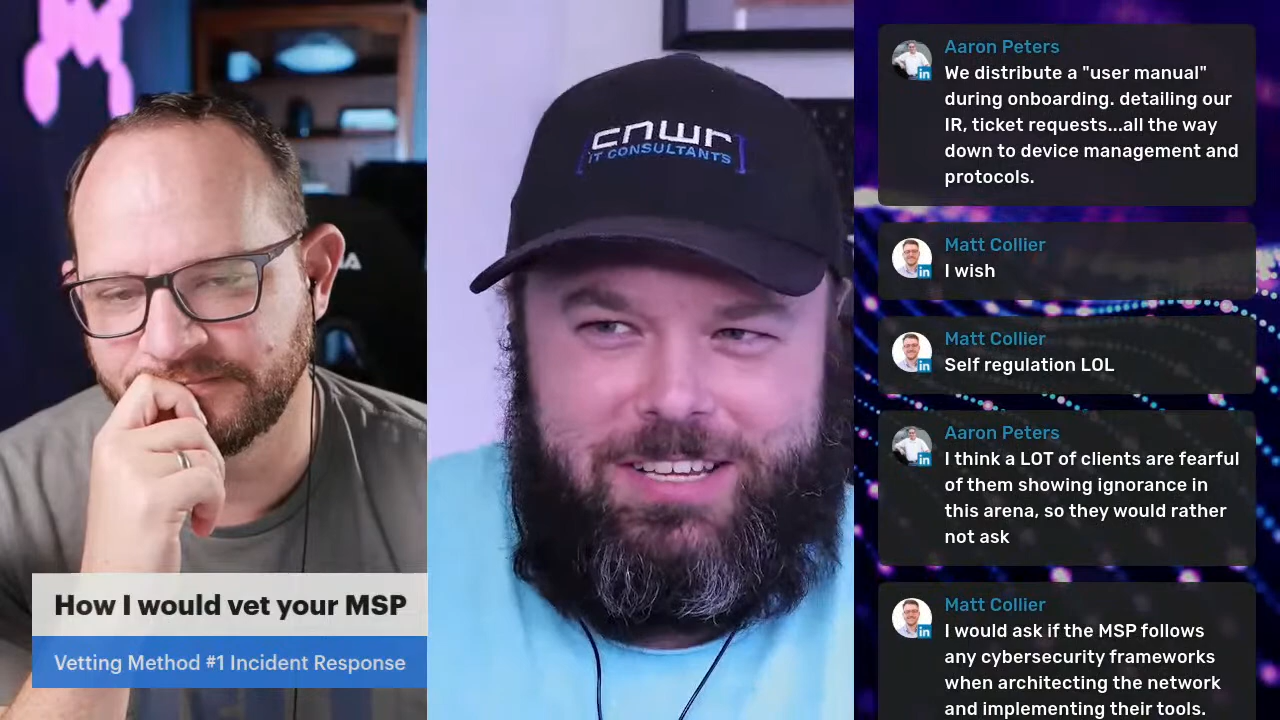 cnwr
IT CONSULTANTS
How I would vet your MSP
Vetting Method #1 Incident Response
Aaron Peters
We distribute a "user manual"
during onboarding. detailing our
IR, ticket requests...all the way
down to device management and
protocols.
Matt Collier
I wish
Matt Collier
Self regulation LOL
Aaron Peters
I think a LOT of clients are fearful
of them showing ignorance in
this arena, so they would rather
not ask
Matt Collier
I would ask if the MSP follows
any cybersecurity frameworks
when architecting the network
and implementing their tools.